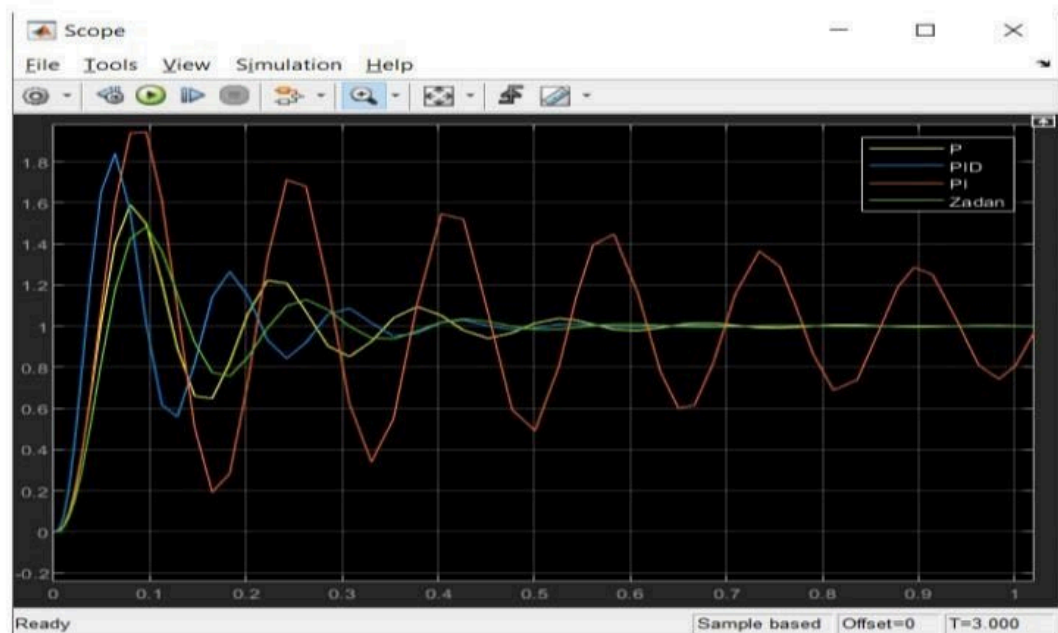 Scope
File Tools View Simulation Help
P
PID
PI
Zadan
1.8
1.6
1.4
1.2
1
0.8
0.6
0.4
0.2
0
-0.2
0 0.1 0.2 0.3 0.4 0.5 0.6 0.7 0.8 0.9 1
Ready Sample based Offset=0 T=3.000